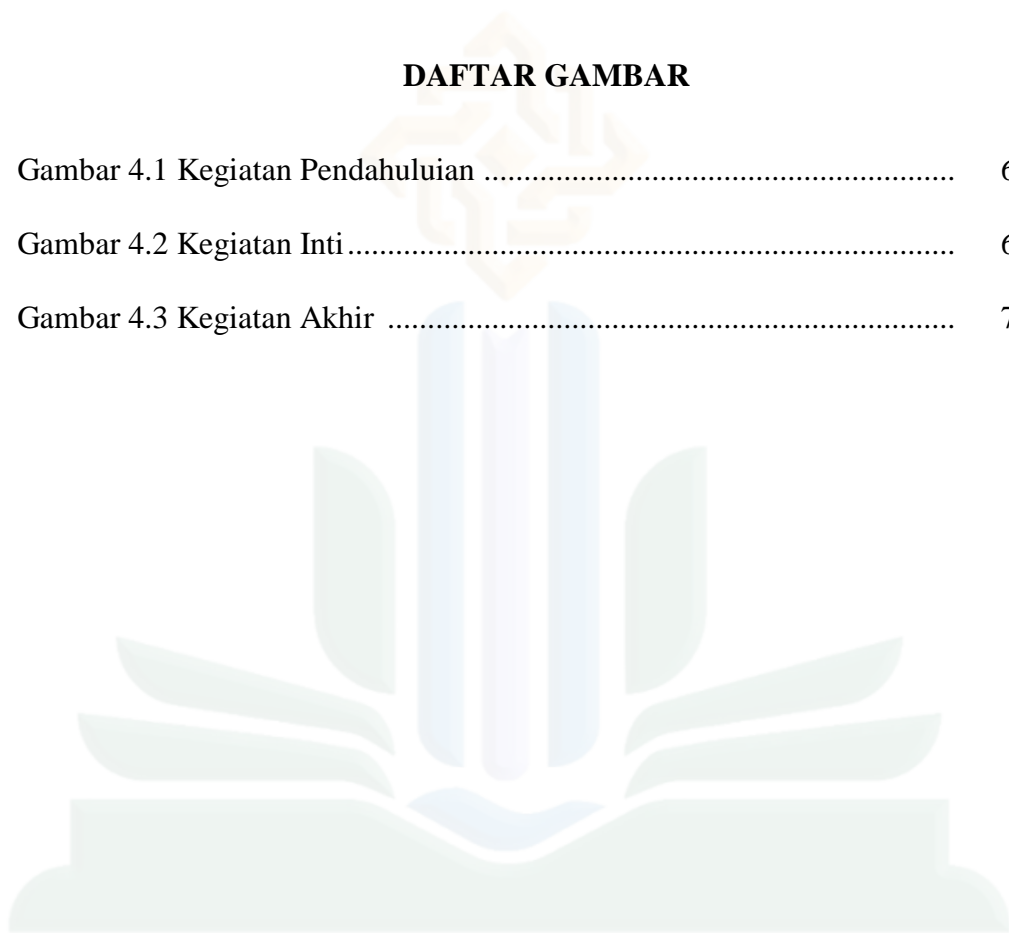 DAFTAR GAMBAR
Gambar 4.1 Kegiatan Pendahuluian ...........................................................
Gambar 4.2 Kegiatan Inti............................................................................
Gambar 4.3 Kegiatan Akhir .......................................................................